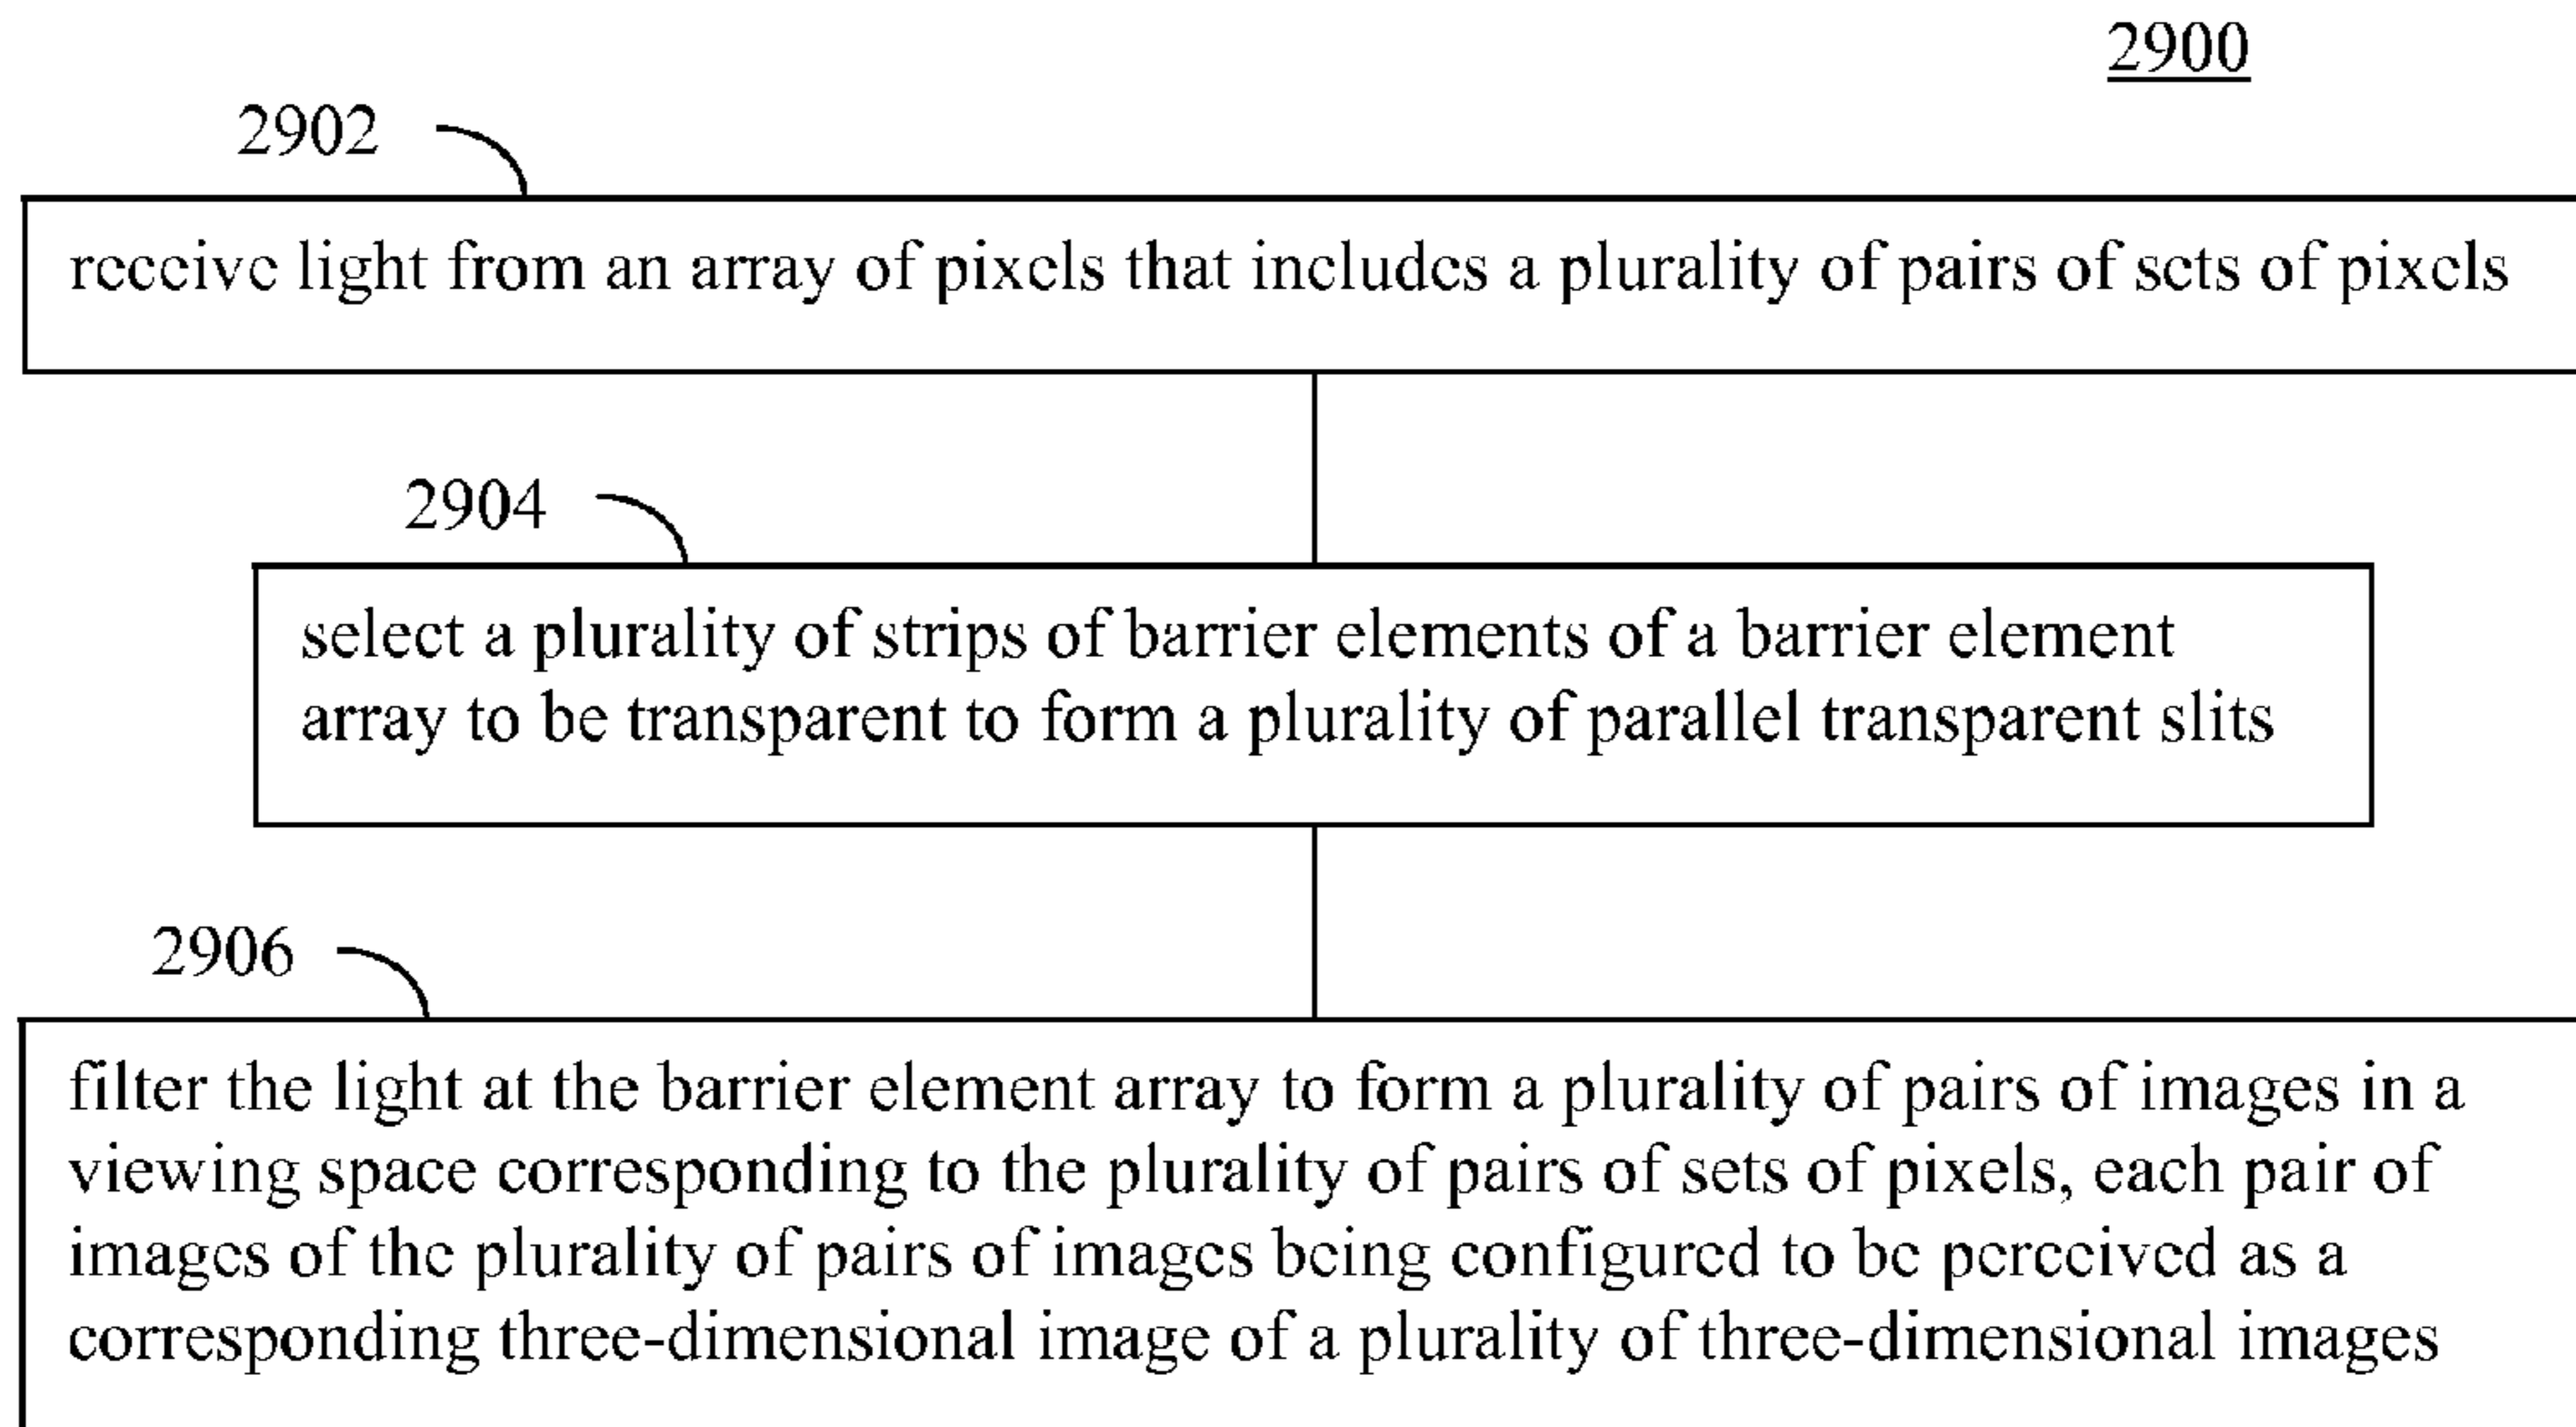 2900
2902
receive light from an array of pixels that includes a plurality of pairs of sets of pixels
2904
select a plurality of strips of barrier elements of a barrier element
array to be transparent to form a plurality of parallel transparent slits
2906
filter the light at the barrier element array to form a plurality of pairs of images in a
viewing space corresponding to the plurality of pairs of sets of pixels, each pair of
images of the plurality of pairs of images being configured to be perceived as a
corresponding three-dimensional image of a plurality of three-dimensional images